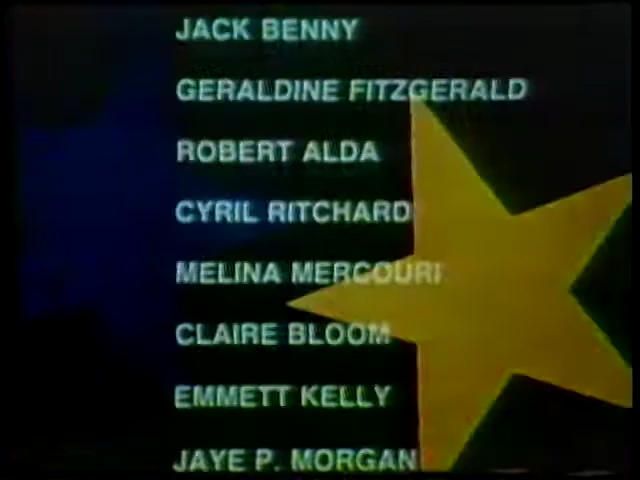 JACK BENNY
GERALDINE FITZGERALD
ROBERT ALDA
CYRIL RITCHARD
MELINA MERCOURI
CLAIRE BLOOM
EMMETT KELLY
JAYE P. MORGAN